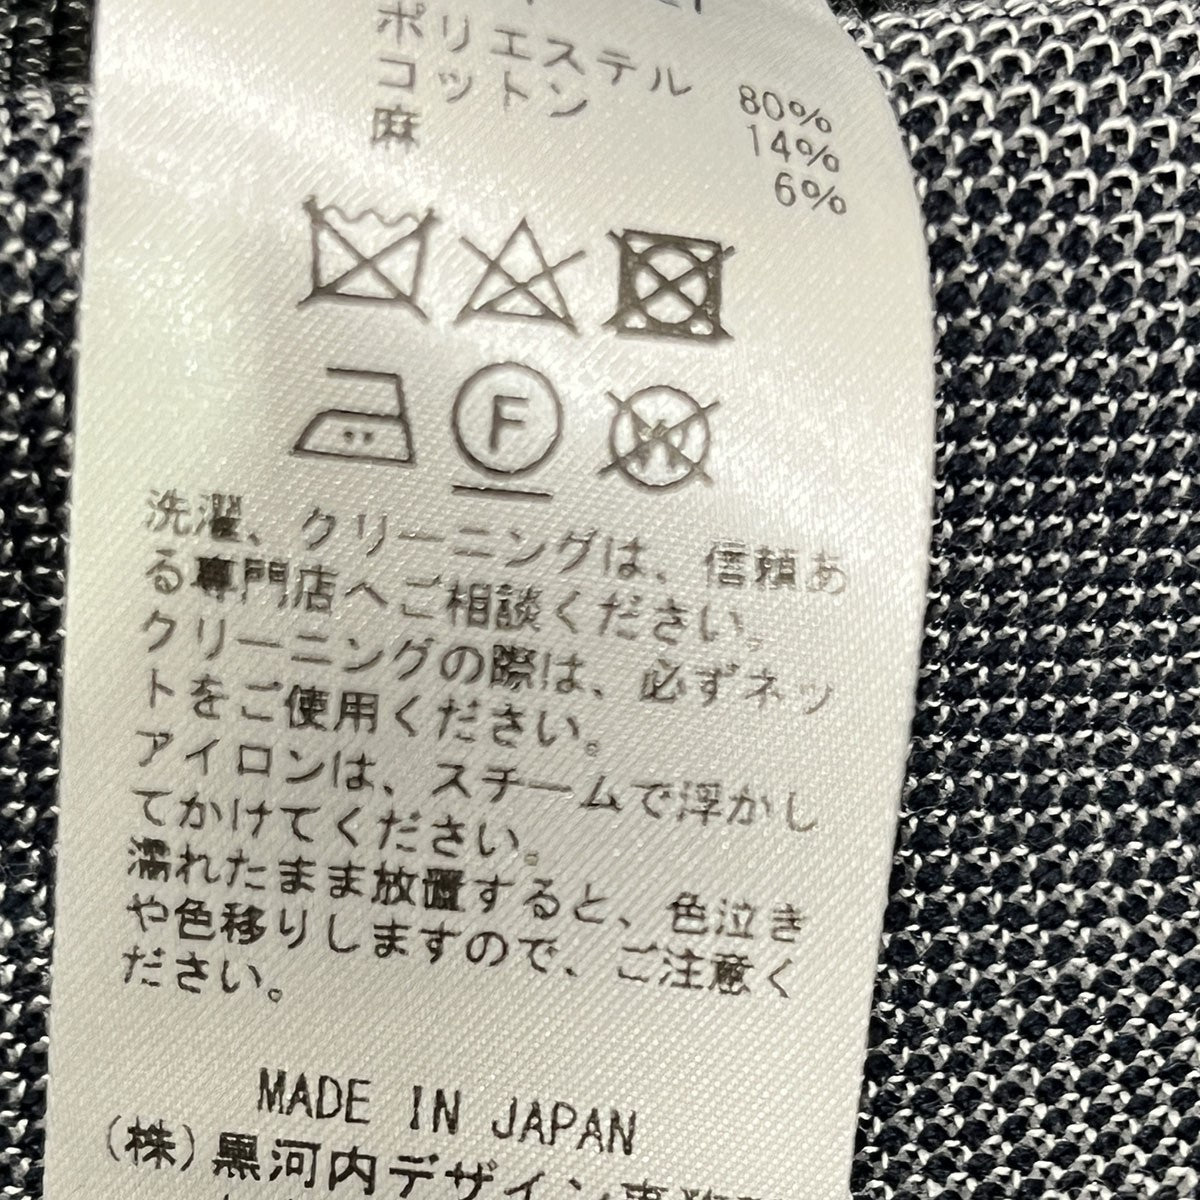 ポリエステル 80%
コットン 14%
麻 6%
F
W
洗濯、クリーニングは、信頼あ
る専門店へご相談ください。
クリーニングの際は、必ずネッ
トをご使用ください。
アイロンは、スチームで浮かし
てかけてください。
濡れたまま放置すると、色泣き
や色移りしますので、ご注意く
ださい。
MADE IN JAPAN
(株)黒河内デザイン